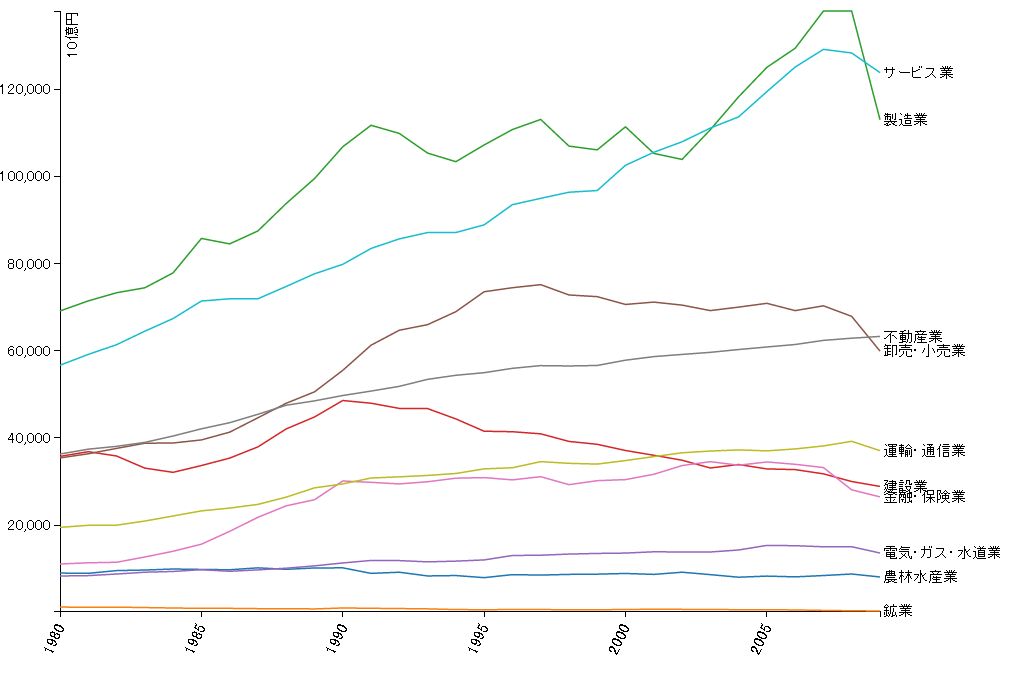 10億円
120,000
100,000
80,000
60,000
40,000
20,000
サービス業
製造業
不動産業
卸売・小売業
運輸・通信業
建設業
金融・保険業
電気・ガス・水道業
農林水産業
鉱業
1980
1985
1990
1995
2000
2005